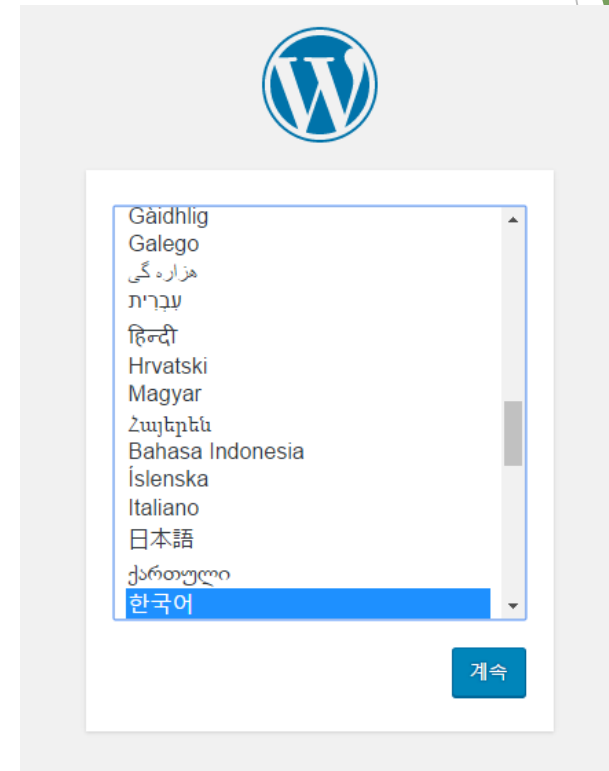 Gàidhlig
Galego
هزاره گی
עִבְרִית
हिन्दी
Hrvatski
Magyar
Հայերեն
Bahasa Indonesia
Íslenska
Italiano
日本語
ქართული
한국어
계속